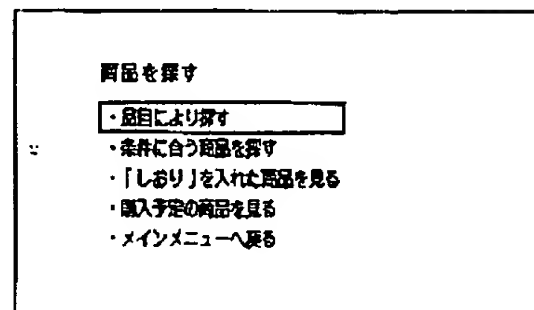 商品を探す
・品目により探す
・条件に合う商品を探す
・「しおり」を入れた商品を見る
・購入予定の商品を見る
・メインメニューへ戻る